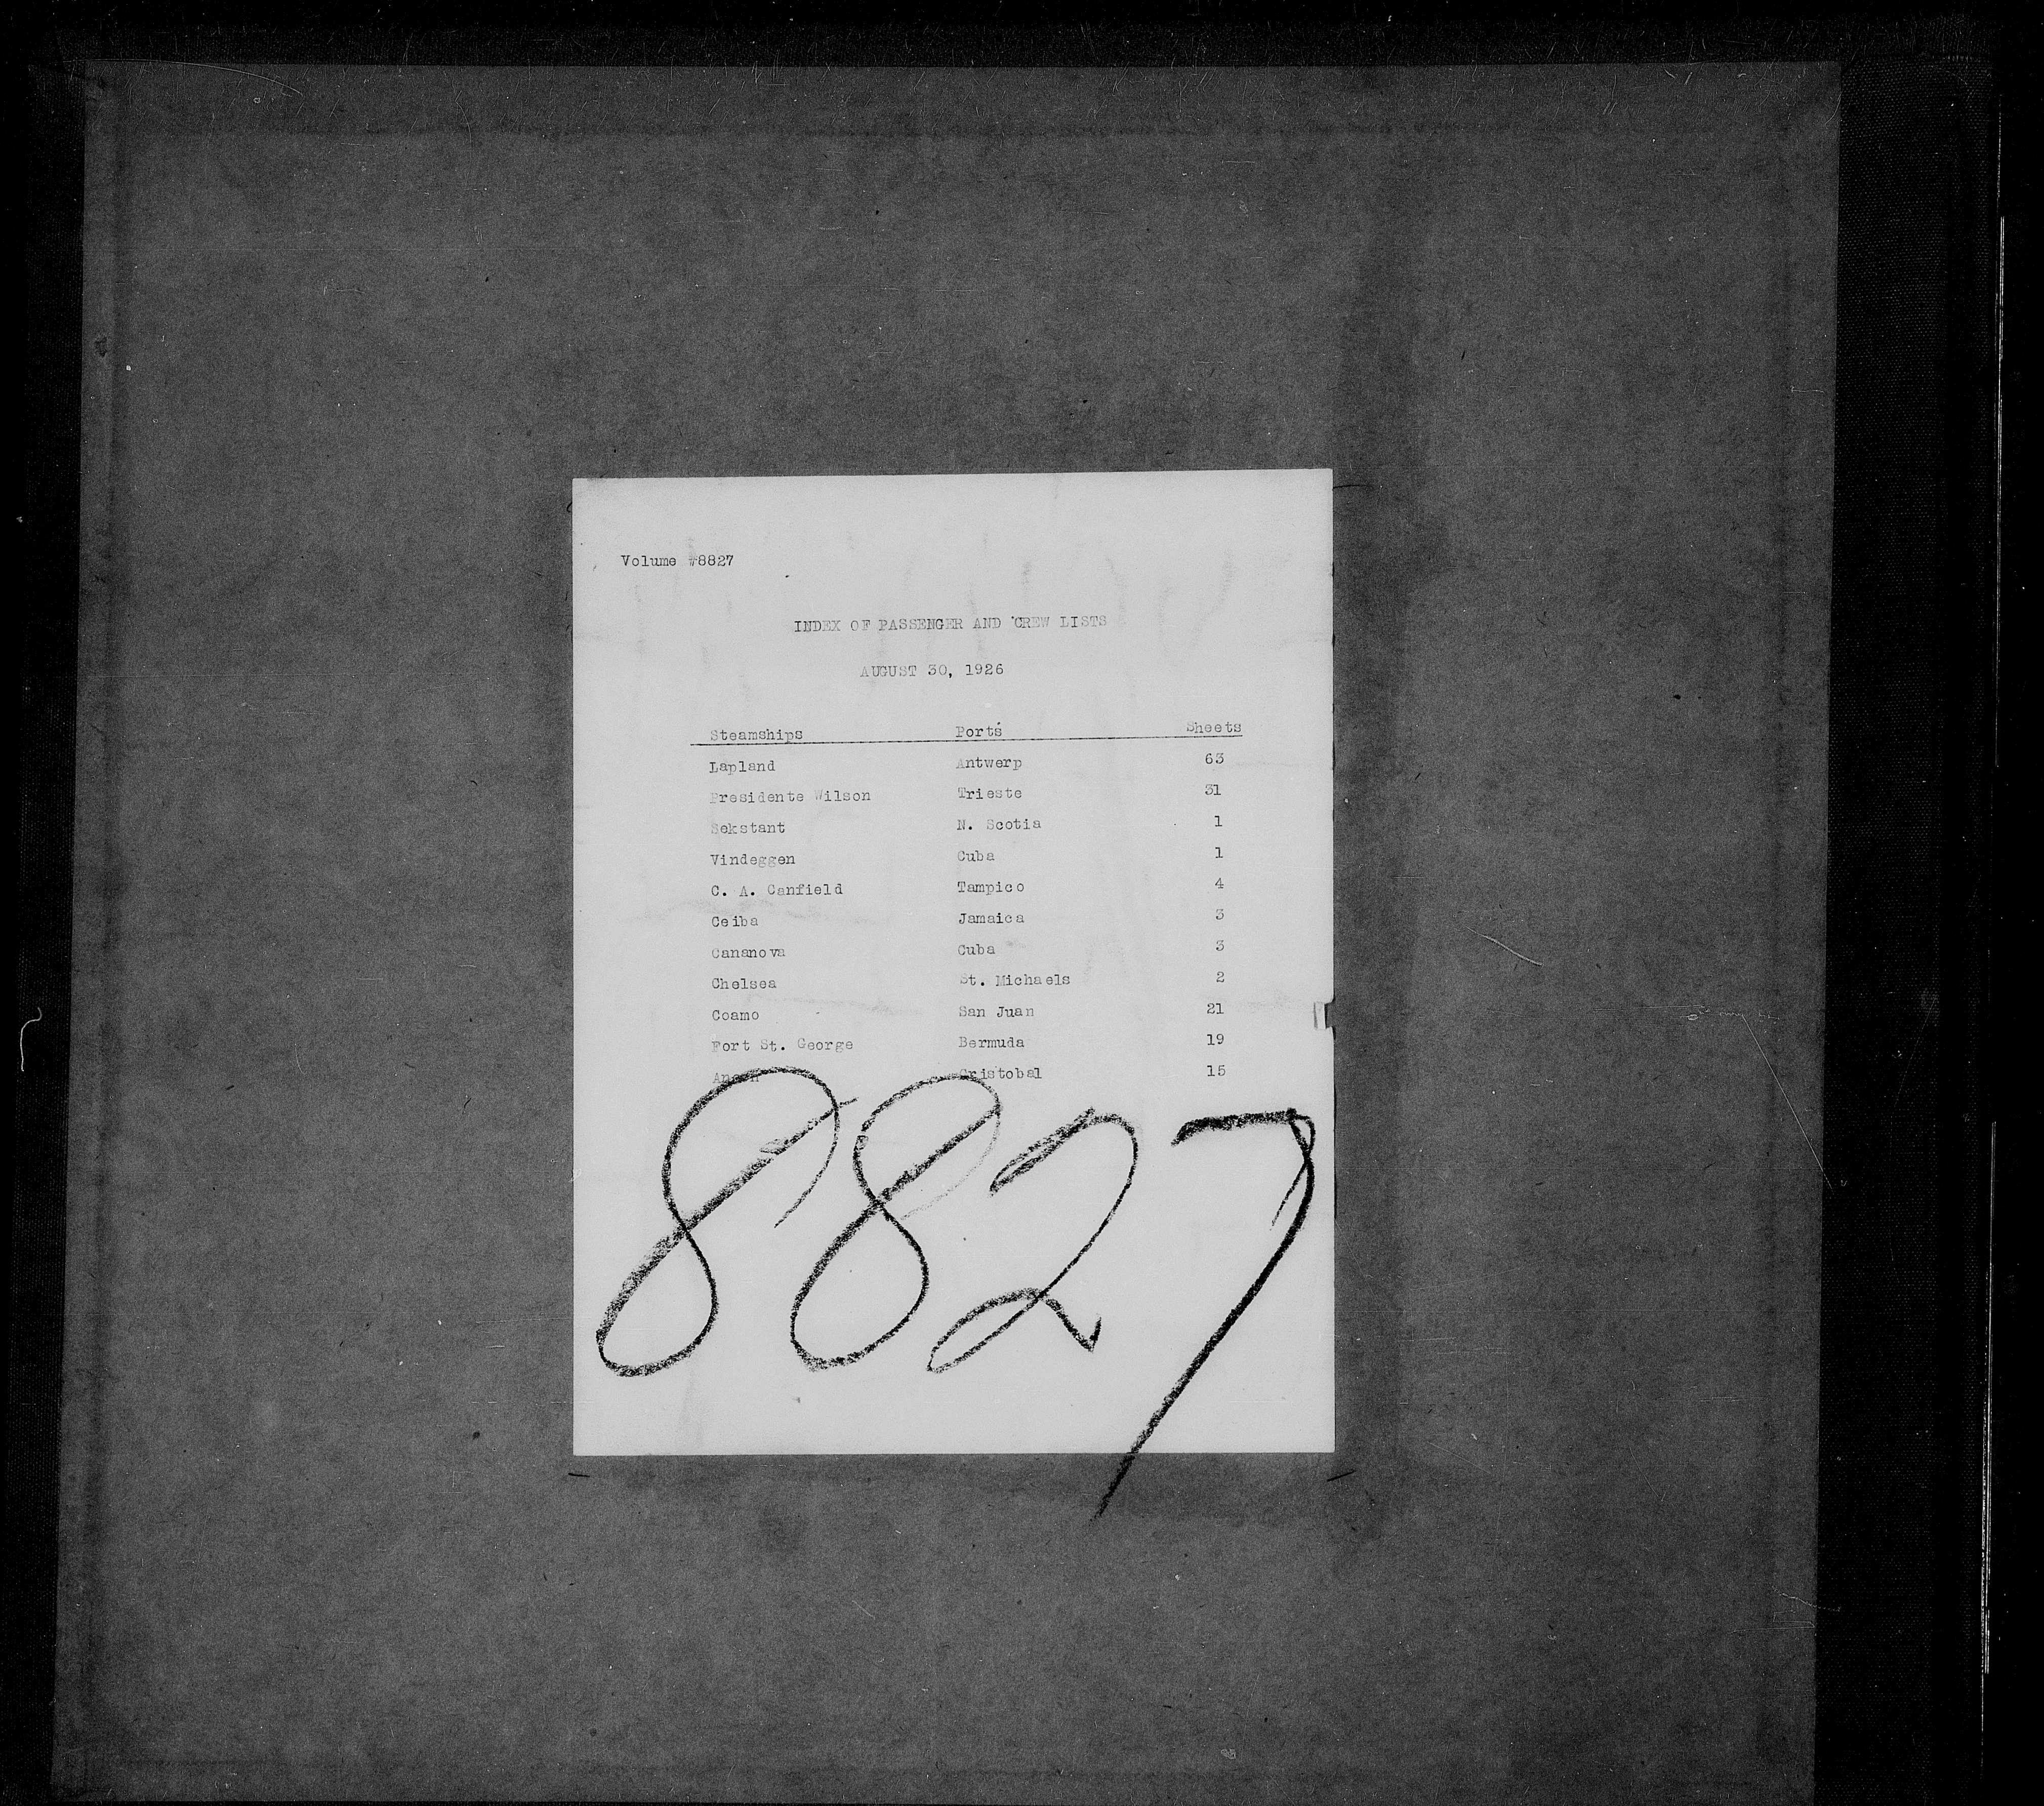 Volume #8827
INDEX OF PASSENGER AND CREW LISTS
AUGUST 30, 1926
Steamships Ports Sheets
Lapland Antwerp 63
Presidente Wilson Trieste 31
Sekstant N. Scotia 1
Vindeggen Cuba 1
C. A. Canfield Tampico 4
Ceiba Jamaica 3
Cananova Cuba 3
Chelsea St. Michaels 2
Coamo San Juan 21
Fort St. George Bermuda 19
Cristobal 15
8827